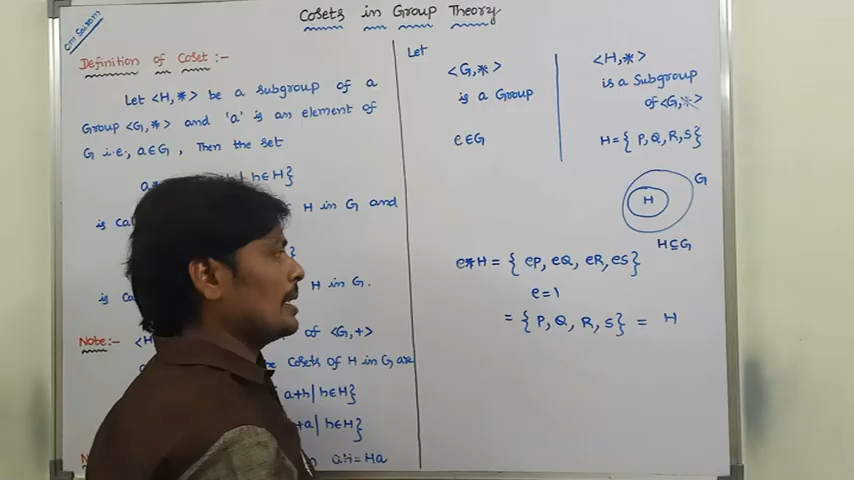 Cosets in Group Theory
Om Sairam
Definition of Coset :-
Let <H,*> be a subgroup of a
Group <G,*> and 'a' is an element of
G i.e; a∈G, Then the set
h∈H}
is H in G and
is H in G.
Note:- of <G,+>
Cosets of H in G are
a+h| h∈H}
+a| h∈H}
aH=Ha
Let
<G,*>
is a Group
e∈G
<H,*>
is a Subgroup
of <G,*>
H={P,Q,R,S}
G
H
H⊆G
e*H = {eP, eQ, eR, eS}
e=1
= {P, Q, R, S} = H